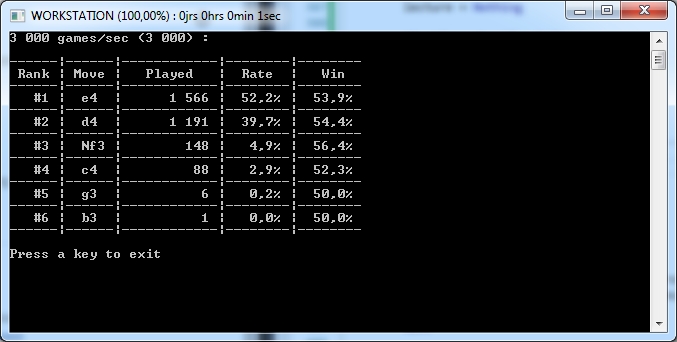 WORKSTATION (100,00%) : 0jrs 0hrs 0min 1sec
3 000 games/sec (3 000) :
Rank ¦ Move ¦ Played ¦ Rate ¦ Win
#1 ¦ e4 ¦ 1 566 ¦ 52,2% ¦ 53,9%
#2 ¦ d4 ¦ 1 191 ¦ 39,7% ¦ 54,4%
#3 ¦ Nf3 ¦ 148 ¦ 4,9% ¦ 56,4%
#4 ¦ c4 ¦ 88 ¦ 2,9% ¦ 52,3%
#5 ¦ g3 ¦ 6 ¦ 0,2% ¦ 50,0%
#6 ¦ b3 ¦ 1 ¦ 0,0% ¦ 50,0%
Press a key to exit